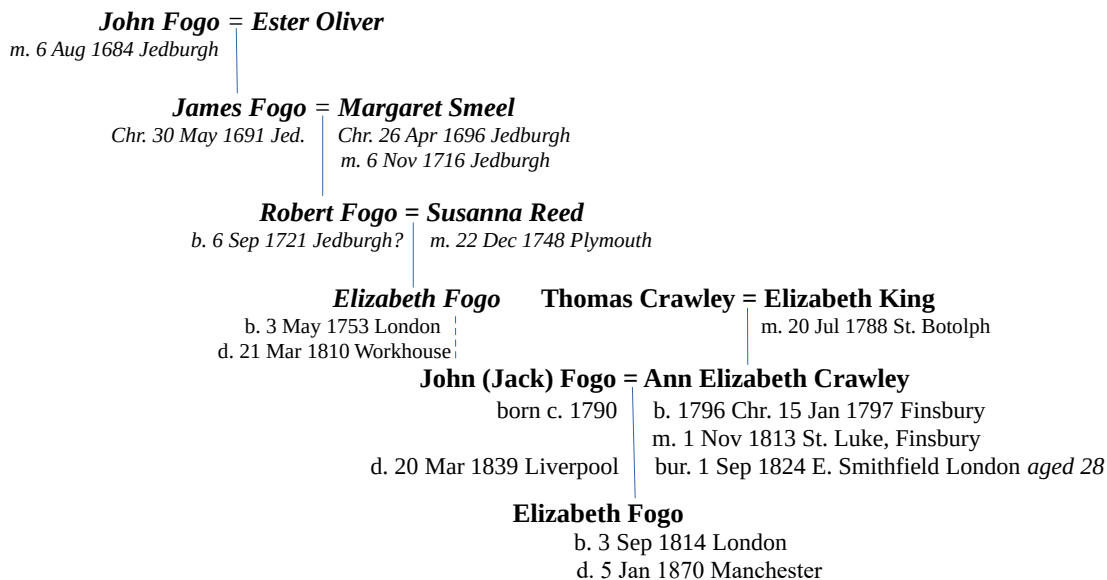 John Fogo = Ester Oliver
m. 6 Aug 1684 Jedburgh
James Fogo = Margaret Smeel
Chr. 30 May 1691 Jed. Chr. 26 Apr 1696 Jedburgh
m. 6 Nov 1716 Jedburgh
Robert Fogo = Susanna Reed
b. 6 Sep 1721 Jedburgh? m. 22 Dec 1748 Plymouth
Elizabeth Fogo Thomas Crawley = Elizabeth King
b. 3 May 1753 London m. 20 Jul 1788 St. Botolph
d. 21 Mar 1810 Workhouse
John (Jack) Fogo = Ann Elizabeth Crawley
born c. 1790 b. 1796 Chr. 15 Jan 1797 Finsbury
m. 1 Nov 1813 St. Luke, Finsbury
d. 20 Mar 1839 Liverpool bur. 1 Sep 1824 E. Smithfield London aged 28
Elizabeth Fogo
b. 3 Sep 1814 London
d. 5 Jan 1870 Manchester